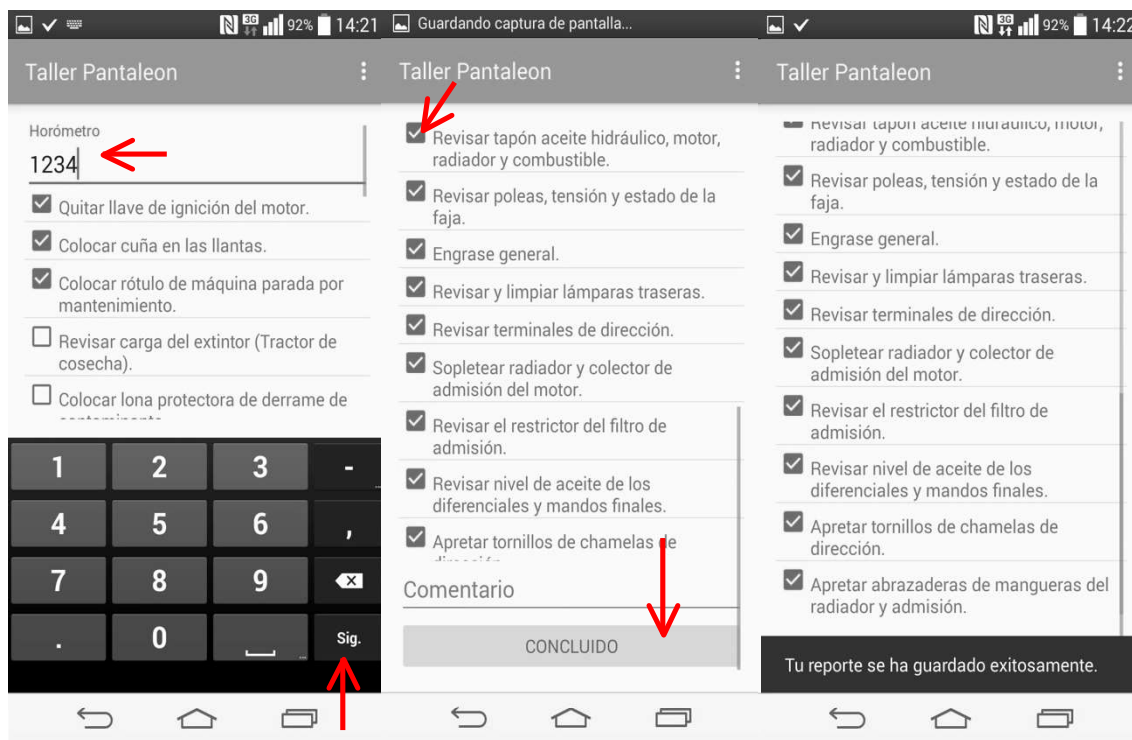 3G 92% 14:21
Taller Pantaleon
Horómetro
1234
Quitar llave de ignición del motor.
Colocar cuña en las llantas.
Colocar rótulo de máquina parada por
mantenimiento.
Revisar carga del extintor (Tractor de
cosecha).
Colocar lona protectora de derrame de
1 2 3 -
4 5 6 ,
7 8 9
. 0 Sig.
Guardando captura de pantalla...
Taller Pantaleon
Revisar tapón aceite hidráulico, motor,
radiador y combustible.
Revisar poleas, tensión y estado de la
faja.
Engrase general.
Revisar y limpiar lámparas traseras.
Revisar terminales de dirección.
Sopletear radiador y colector de
admisión del motor.
Revisar el restrictor del filtro de
admisión.
Revisar nivel de aceite de los
diferenciales y mandos finales.
Apretar tornillos de chamelas de
Comentario
CONCLUIDO
3G 92% 14:22
Taller Pantaleon
Revisar tapón aceite hidráulico, motor,
radiador y combustible.
Revisar poleas, tensión y estado de la
faja.
Engrase general.
Revisar y limpiar lámparas traseras.
Revisar terminales de dirección.
Sopletear radiador y colector de
admisión del motor.
Revisar el restrictor del filtro de
admisión.
Revisar nivel de aceite de los
diferenciales y mandos finales.
Apretar tornillos de chamelas de
dirección.
Apretar abrazaderas de mangueras del
radiador y admisión.
Tu reporte se ha guardado exitosamente.